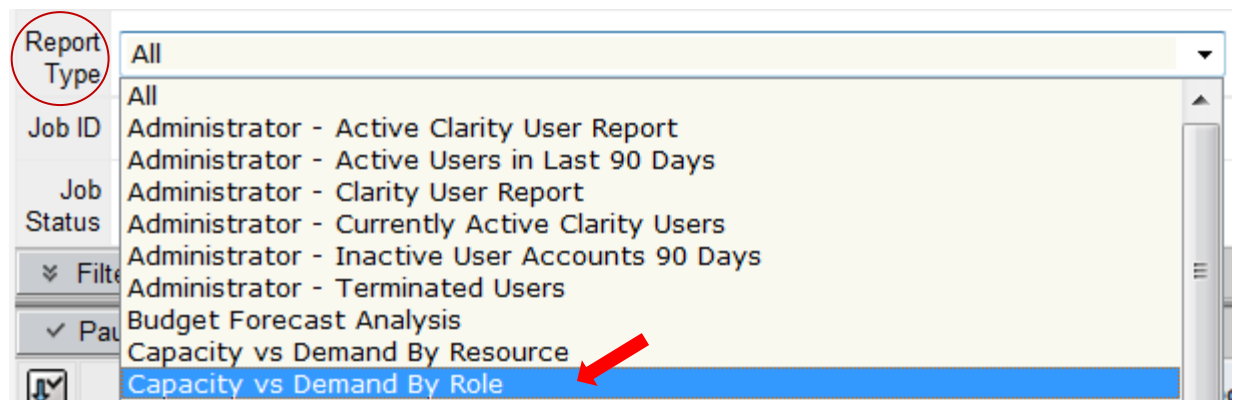 Report
Type
All
All
Administrator - Active Clarity User Report
Job ID
Administrator - Active Users in Last 90 Days
Job
Status
Administrator - Clarity User Report
Administrator - Currently Active Clarity Users
Administrator - Inactive User Accounts 90 Days
Administrator - Terminated Users
Budget Forecast Analysis
Capacity vs Demand By Resource
Capacity vs Demand By Role